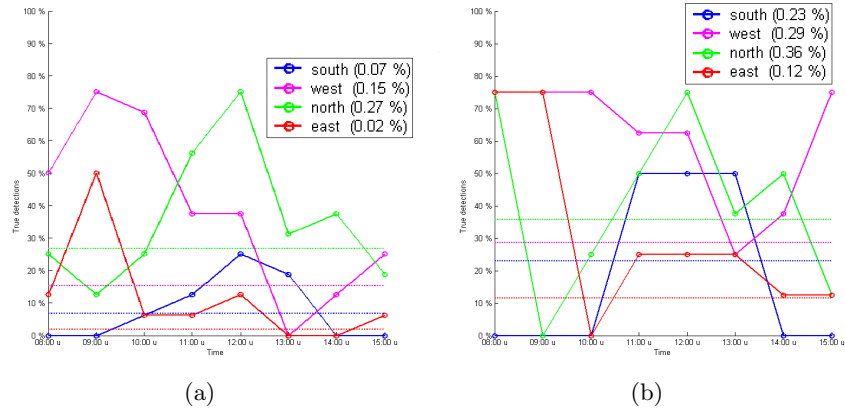 100 %
90 %
80 %
70 %
60 %
50 %
40 %
30 %
20 %
10 %
0%
True detections
08:00 u 09:00 u 10:00 u 11:00 u 12:00 u 13:00 u 14:00 u 15:00 u
Time
south (0.07 %)
west (0.15 %)
north (0.27 %)
east (0.02 %)
(a)
100 %
90 %
80 %
70 %
60 %
50 %
40 %
30 %
20 %
10 %
0%
True detections
08:00 u 09:00 u 10:00 u 11:00 u 12:00 u 13:00 u 14:00 u 15:00 u
Time
south (0.23 %)
west (0.29 %)
north (0.36 %)
east (0.12 %)
(b)